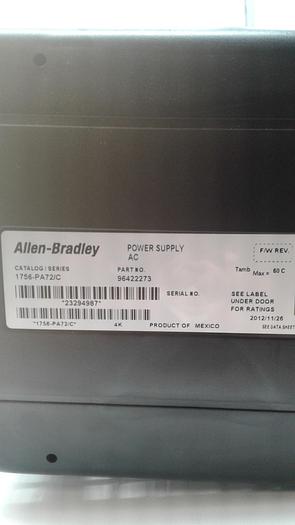 Allen-Bradley
POWER SUPPLY
AC
F/W REV.
CATALOG / SERIES
1756-PA72/C
PART NO.
96422273
Tamb Max = 60 C
SERIAL NO.
SEE LABEL
UNDER DOOR
FOR RATINGS
2012/11/26
*23294987*
*1756-PA72/C*
4K
PRODUCT OF MEXICO
SEE DATA SHEET